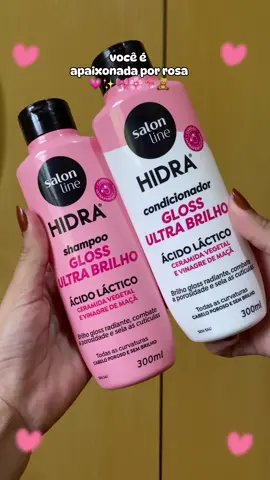 você é
apaixonada por rosa
salon
line
HIDRA
shampoo
GLOSS
ULTRA BRILHO
ÁCIDO LÁCTICO
CERAMIDA VEGETAL
E VINAGRE DE MAÇÃ
Brilho gloss radiante, combate
a porosidade e sela as cutículas
Todas as curvaturas
CABELO POROSO E SEM BRILHO
300ml
salon
line
HIDRA
condicionador
GLOSS
ULTRA BRILHO
ÁCIDO LÁCTICO
CERAMIDA VEGETAL
E VINAGRE DE MAÇÃ
Brilho gloss radiante, combate
a porosidade e sela as cutículas
Todas as curvaturas
CABELO POROSO E SEM BRILHO
300ml